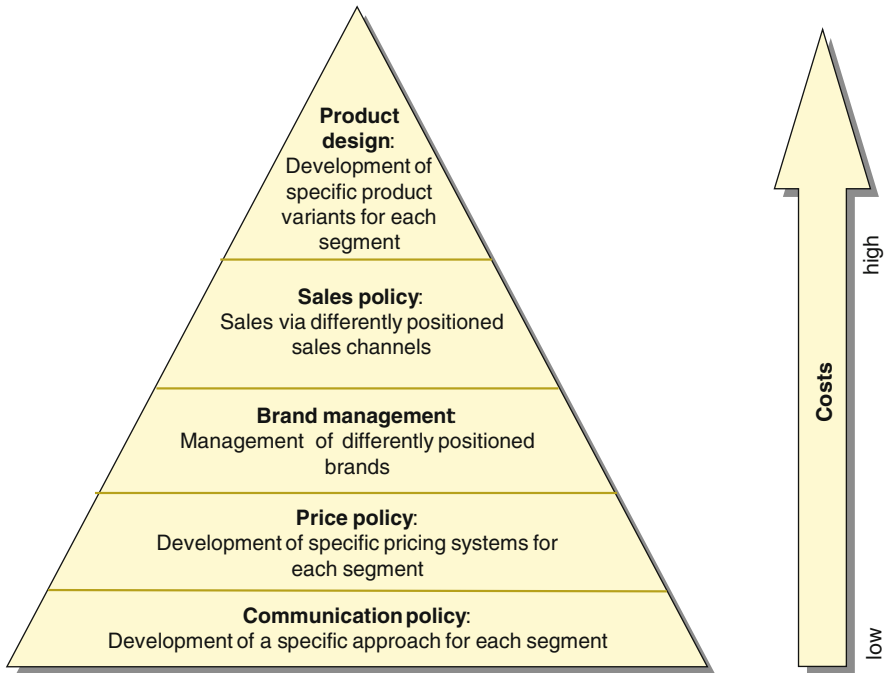 Product
design:
Development of
specific product
variants for each
segment
Sales policy:
Sales via differently positioned
sales channels
Brand management
Management of differently positioned
brands
Price policy:
Development of specific pricing systems for
each segment
Communication policy:
Development of a specific approach for each segment
high
Costs
low